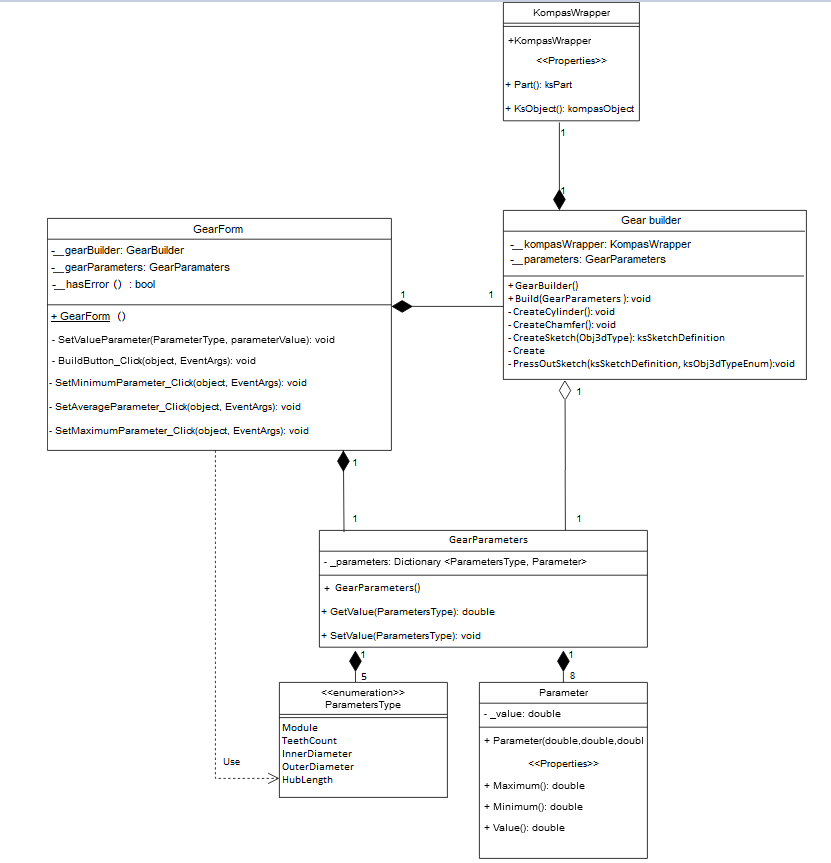 KompasWrapper
+KompasWrapper
<<Properties>>
+ Part(): ksPart
+ KsObject(): kompasObject
1
1
Gear builder
-__kompasWrapper: KompasWrapper
-__parameters: GearParameters
+GearBuilder()
+Build(GearParameters ): void
-CreateCylinder(): void
-CreateChamfer(): void
-CreateSketch(Obj3dType): ksSketchDefinition
-Create
-PressOutSketch(ksSketchDefinition, ksObj3dTypeEnum):void
GearForm
-__gearBuilder: GearBuilder
-__gearParameters: GearParamaters
-__hasError () : bool
+ GearForm ()
- SetValueParameter(ParameterType, parameterValue): void
- BuildButton_Click(object, EventArgs): void
- SetMinimumParameter_Click(object, EventArgs): void
- SetAverageParameter_Click(object, EventArgs): void
- SetMaximumParameter_Click(object, EventArgs): void
1
1
1
1
1
1
GearParameters
- _parameters: Dictionary <ParametersType, Parameter>
+ GearParameters()
+ GetValue(ParametersType): double
+ SetValue(ParametersType): void
1
5
1
8
<<enumeration>>
ParametersType
Module
TeethCount
InnerDiameter
OuterDiameter
HubLength
Use
Parameter
- _value: double
+ Parameter(double,double,doubl
<<Properties>>
+ Maximum(): double
+ Minimum(): double
+ Value(): double